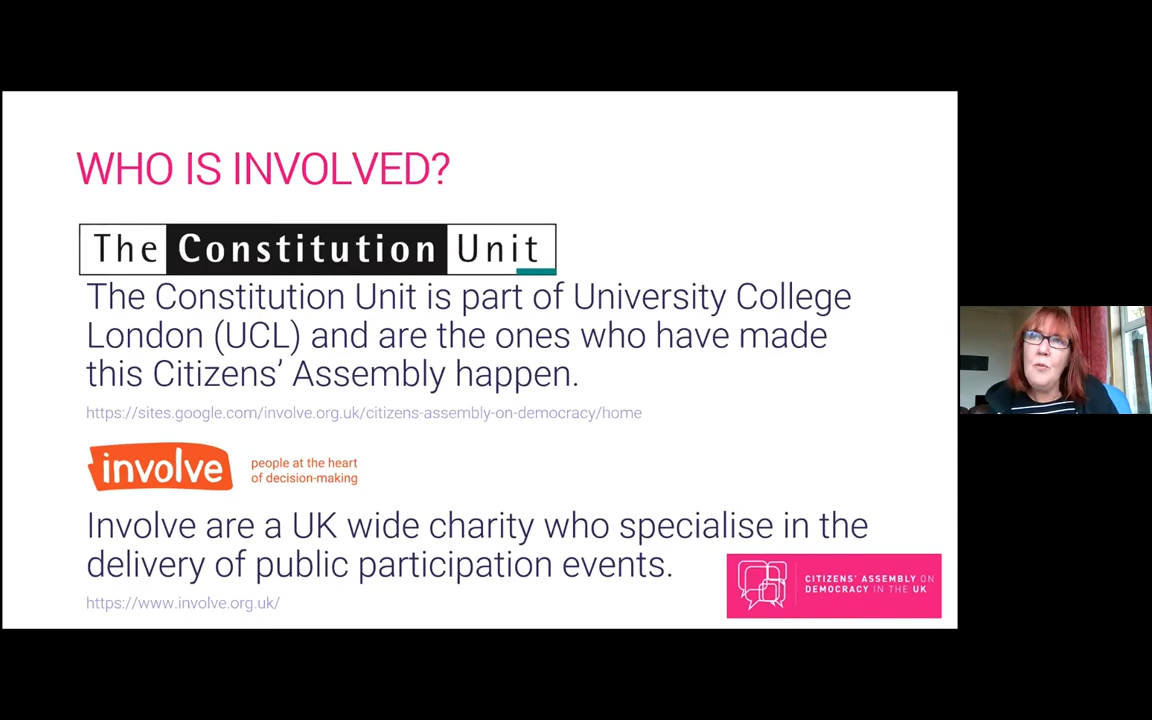 WHO IS INVOLVED?
The Constitution Unit
The Constitution Unit is part of University College
London (UCL) and are the ones who have made
this Citizens’ Assembly happen.
https://sites.google.com/involve.org.uk/citizens-assembly-on-democracy/home
involve
people at the heart
of decision-making
Involve are a UK wide charity who specialise in the
delivery of public participation events.
CITIZENS’ ASSEMBLY ON
DEMOCRACY IN THE UK
https://www.involve.org.uk/